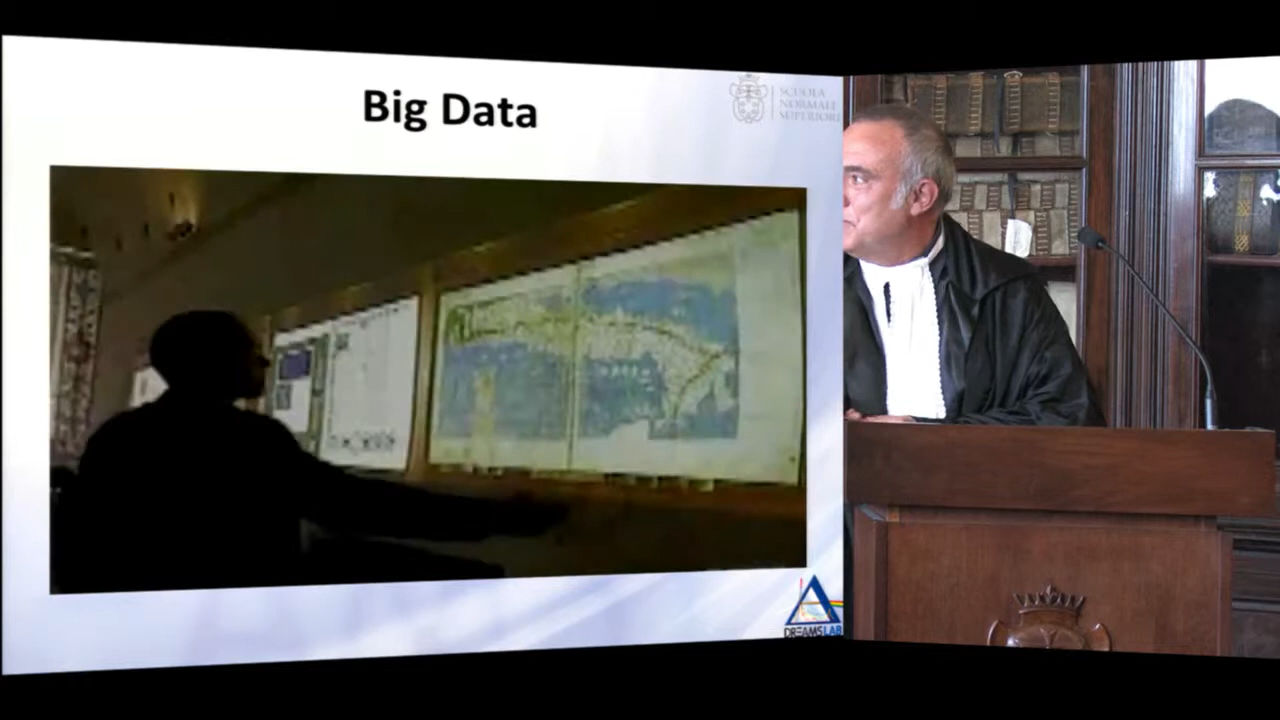 Big Data
SCUOLA
NORMALE
SUPERIORE
DREAMSLAB